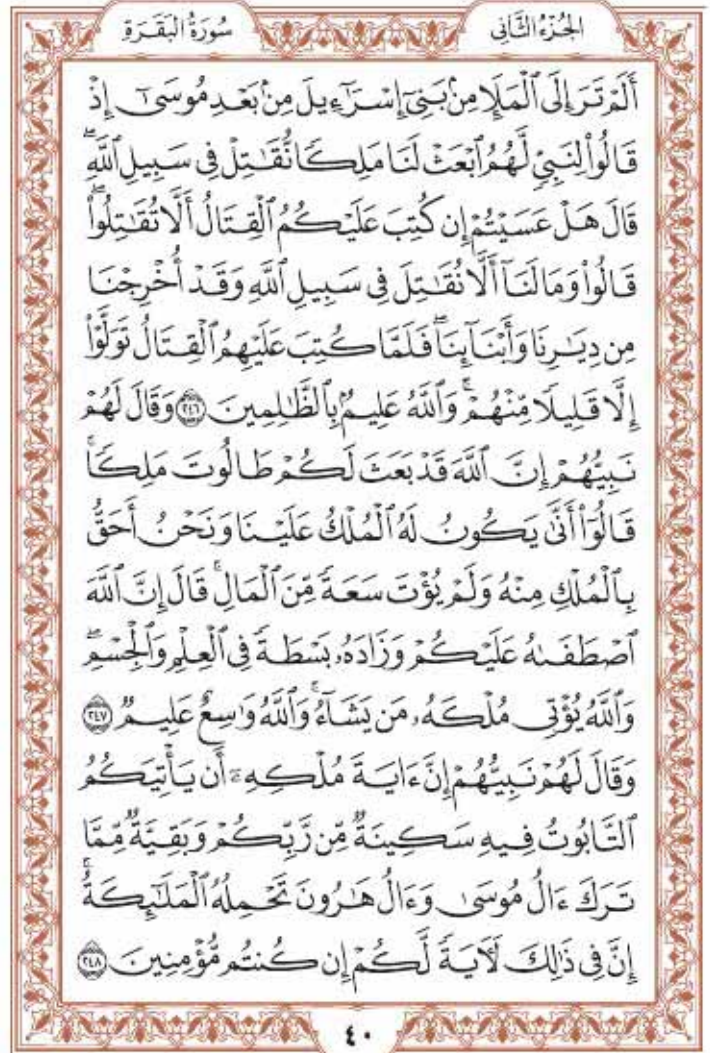 الجُزْءُ الثَّانِي
سُورَةُ البَقَرَةِ
أَلَمْ تَرَ إِلَى ٱلْمَلَإِ مِنۢ بَنِىٓ إِسْرَٰٓءِيلَ مِنۢ بَعْدِ مُوسَىٰٓ إِذْ
قَالُوا۟ لِنَبِىٍّ لَّهُمُ ٱبْعَثْ لَنَا مَلِكًا نُّقَٰتِلْ فِى سَبِيلِ ٱللَّهِ ۖ
قَالَ هَلْ عَسَيْتُمْ إِن كُتِبَ عَلَيْكُمُ ٱلْقِتَالُ أَلَّا تُقَٰتِلُوا۟ ۖ
قَالُوا۟ وَمَا لَنَآ أَلَّا نُقَٰتِلَ فِى سَبِيلِ ٱللَّهِ وَقَدْ أُخْرِجْنَا
مِن دِيَٰرِنَا وَأَبْنَآئِنَا ۖ فَلَمَّا كُتِبَ عَلَيْهِمُ ٱلْقِتَالُ تَوَلَّوْا۟
إِلَّا قَلِيلًا مِّنْهُمْ ۗ وَٱللَّهُ عَلِيمٌۢ بِٱلظَّٰلِمِينَ ٢٤٦ وَقَالَ لَهُمْ
نَبِيُّهُمْ إِنَّ ٱللَّهَ قَدْ بَعَثَ لَكُمْ طَالُوتَ مَلِكًا ۚ
قَالُوٓا۟ أَنَّىٰ يَكُونُ لَهُ ٱلْمُلْكُ عَلَيْنَا وَنَحْنُ أَحَقُّ
بِٱلْمُلْكِ مِنْهُ وَلَمْ يُؤْتَ سَعَةً مِّنَ ٱلْمَالِ ۚ قَالَ إِنَّ ٱللَّهَ
ٱصْطَفَىٰهُ عَلَيْكُمْ وَزَادَهُۥ بَسْطَةً فِى ٱلْعِلْمِ وَٱلْجِسْمِ ۖ
وَٱللَّهُ يُؤْتِى مُلْكَهُۥ مَن يَشَآءُ ۚ وَٱللَّهُ وَٰسِعٌ عَلِيمٌ ٢٤٧
وَقَالَ لَهُمْ نَبِيُّهُمْ إِنَّ ءَايَةَ مُلْكِهِۦٓ أَن يَأْتِيَكُمُ
ٱلتَّابُوتُ فِيهِ سَكِينَةٌ مِّن رَّبِّكُمْ وَبَقِيَّةٌ مِّمَّا
تَرَكَ ءَالُ مُوسَىٰ وَءَالُ هَٰرُونَ تَحْمِلُهُ ٱلْمَلَٰٓئِكَةُ ۚ
إِنَّ فِى ذَٰلِكَ لَءَايَةً لَّكُمْ إِن كُنتُم مُّؤْمِنِينَ ٢٤٨
٤٠